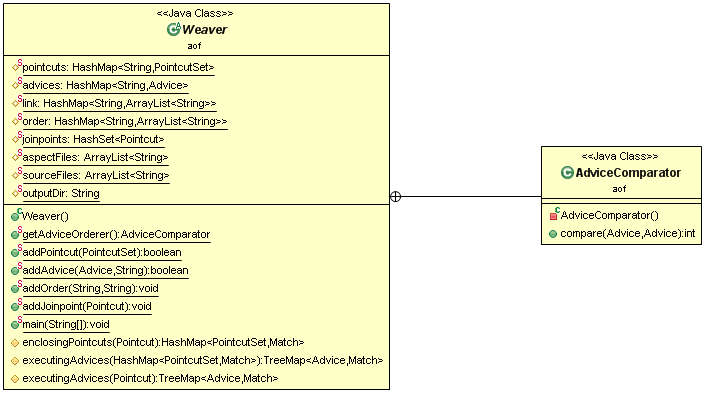 <<Java Class>>
Weaver
aof
pointcuts: HashMap<String,PointcutSet>
advices: HashMap<String,Advice>
link: HashMap<String,ArrayList<String>>
order: HashMap<String,ArrayList<String>>
joinpoints: HashSet<Pointcut>
aspectFiles: ArrayList<String>
sourceFiles: ArrayList<String>
outputDir: String
Weaver()
getAdviceOrderer():AdviceComparator
addPointcut(PointcutSet):boolean
addAdvice(Advice,String):boolean
addOrder(String,String):void
addJoinpoint(Pointcut):void
main(String[]):void
enclosingPointcuts(Pointcut):HashMap<PointcutSet,Match>
executingAdvices(HashMap<PointcutSet,Match>):TreeMap<Advice,Match>
executingAdvices(Pointcut):TreeMap<Advice,Match>
<<Java Class>>
AdviceComparator
aof
AdviceComparator()
compare(Advice,Advice):int